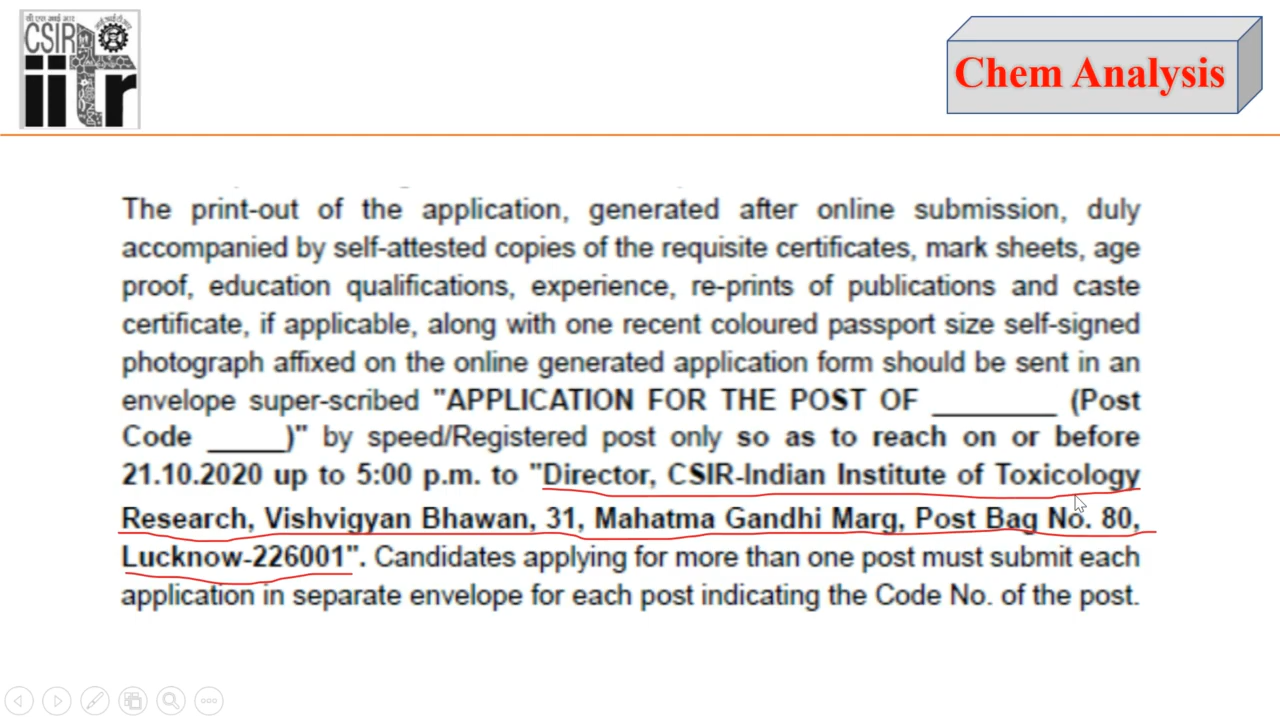 सी एस आई आर
CSIR
iitr
Chem Analysis
The print-out of the application, generated after online submission, duly
accompanied by self-attested copies of the requisite certificates, mark sheets, age
proof, education qualifications, experience, re-prints of publications and caste
certificate, if applicable, along with one recent coloured passport size self-signed
photograph affixed on the online generated application form should be sent in an
envelope super-scribed "APPLICATION FOR THE POST OF ________ (Post
Code _____)" by speed/Registered post only so as to reach on or before
21.10.2020 up to 5:00 p.m. to "Director, CSIR-Indian Institute of Toxicology
Research, Vishvigyan Bhawan, 31, Mahatma Gandhi Marg, Post Bag No. 80,
Lucknow-226001". Candidates applying for more than one post must submit each
application in separate envelope for each post indicating the Code No. of the post.